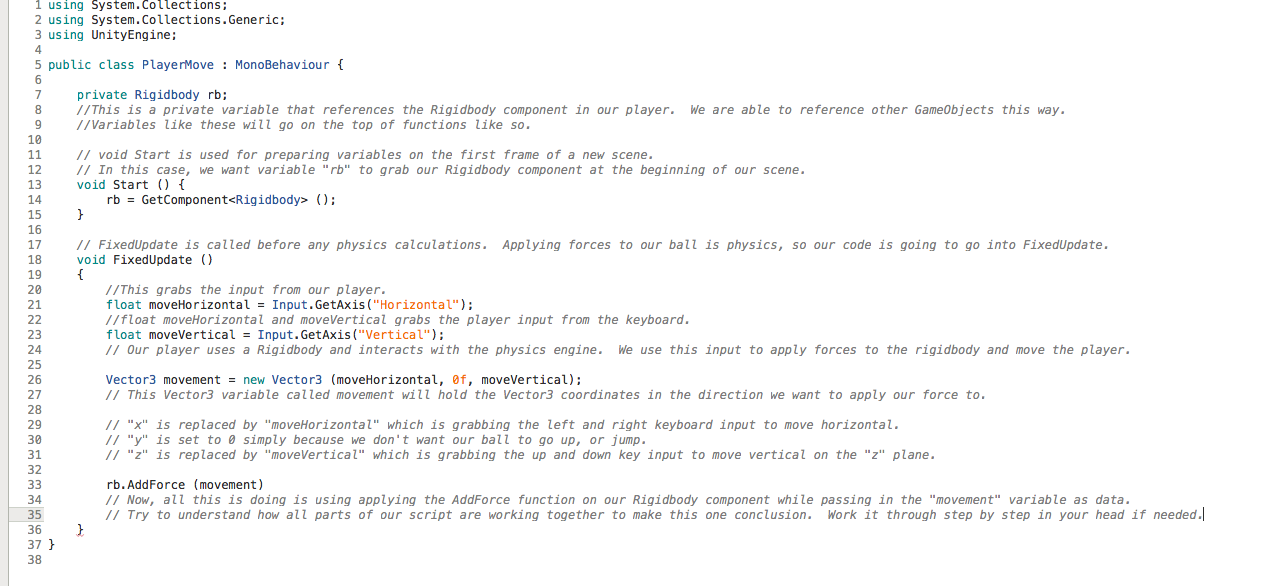 1 using System.Collections;
2 using System.Collections.Generic;
3 using UnityEngine;
4
5 public class PlayerMove : MonoBehaviour {
6
7     private Rigidbody rb;
8     //This is a private variable that references the Rigidbody component in our player.  We are able to reference other GameObjects this way.
9     //Variables like these will go on the top of functions like so.
10
11     // void Start is used for preparing variables on the first frame of a new scene.
12     // In this case, we want variable "rb" to grab our Rigidbody component at the beginning of our scene.
13     void Start () {
14         rb = GetComponent<Rigidbody> ();
15     }
16
17     // FixedUpdate is called before any physics calculations.  Applying forces to our ball is physics, so our code is going to go into FixedUpdate.
18     void FixedUpdate ()
19     {
20         //This grabs the input from our player.
21         float moveHorizontal = Input.GetAxis("Horizontal");
22         //float moveHorizontal and moveVertical grabs the player input from the keyboard.
23         float moveVertical = Input.GetAxis("Vertical");
24         // Our player uses a Rigidbody and interacts with the physics engine.  We use this input to apply forces to the rigidbody and move the player.
25
26         Vector3 movement = new Vector3 (moveHorizontal, 0f, moveVertical);
27         // This Vector3 variable called movement will hold the Vector3 coordinates in the direction we want to apply our force to.
28
29         // "x" is replaced by "moveHorizontal" which is grabbing the left and right keyboard input to move horizontal.
30         // "y" is set to 0 simply because we don't want our ball to go up, or jump.
31         // "z" is replaced by "moveVertical" which is grabbing the up and down key input to move vertical on the "z" plane.
32
33         rb.AddForce (movement)
34         // Now, all this is doing is using applying the AddForce function on our Rigidbody component while passing in the "movement" variable as data.
35         // Try to understand how all parts of our script are working together to make this one conclusion.  Work it through step by step in your head if needed.
36     }
37 }
38